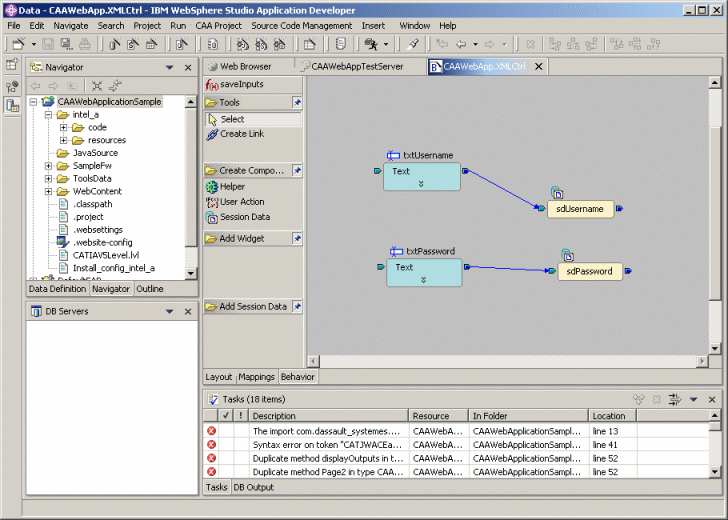 Data - CAAWebApp.XMLCtrl - IBM WebSphere Studio Application Developer
File Edit Navigate Search Project Run CAA Project Source Code Management Insert Window Help
Navigator
CAAWebApplicationSample
intel_a
code
resources
JavaSource
SampleFw
ToolsData
WebContent
.classpath
.project
.websettings
.website-config
CATIAV5Level.lvl
Install_config_intel_a
Data Definition Navigator Outline
DB Servers
Web Browser CAAWebAppTestServer CAAWebApp.XMLCtrl
saveInputs
Tools
Select
Create Link
Create Compo...
Helper
User Action
Session Data
Add Widget
Add Session Data
txtUsername
Text
sdUsername
txtPassword
Text
sdPassword
Layout Mappings Behavior
Tasks (18 items)
! Description Resource In Folder Location
The import com.dassault_systemes.... CAAWebA... CAAWebApplicationSampl... line 13
Syntax error on token "CATJWACEa... CAAWebA... CAAWebApplicationSampl... line 41
Duplicate method displayOutputs in t... CAAWebA... CAAWebApplicationSampl... line 52
Duplicate method Page2 in type CAA... CAAWebA... CAAWebApplicationSampl... line 52
Tasks DB Output